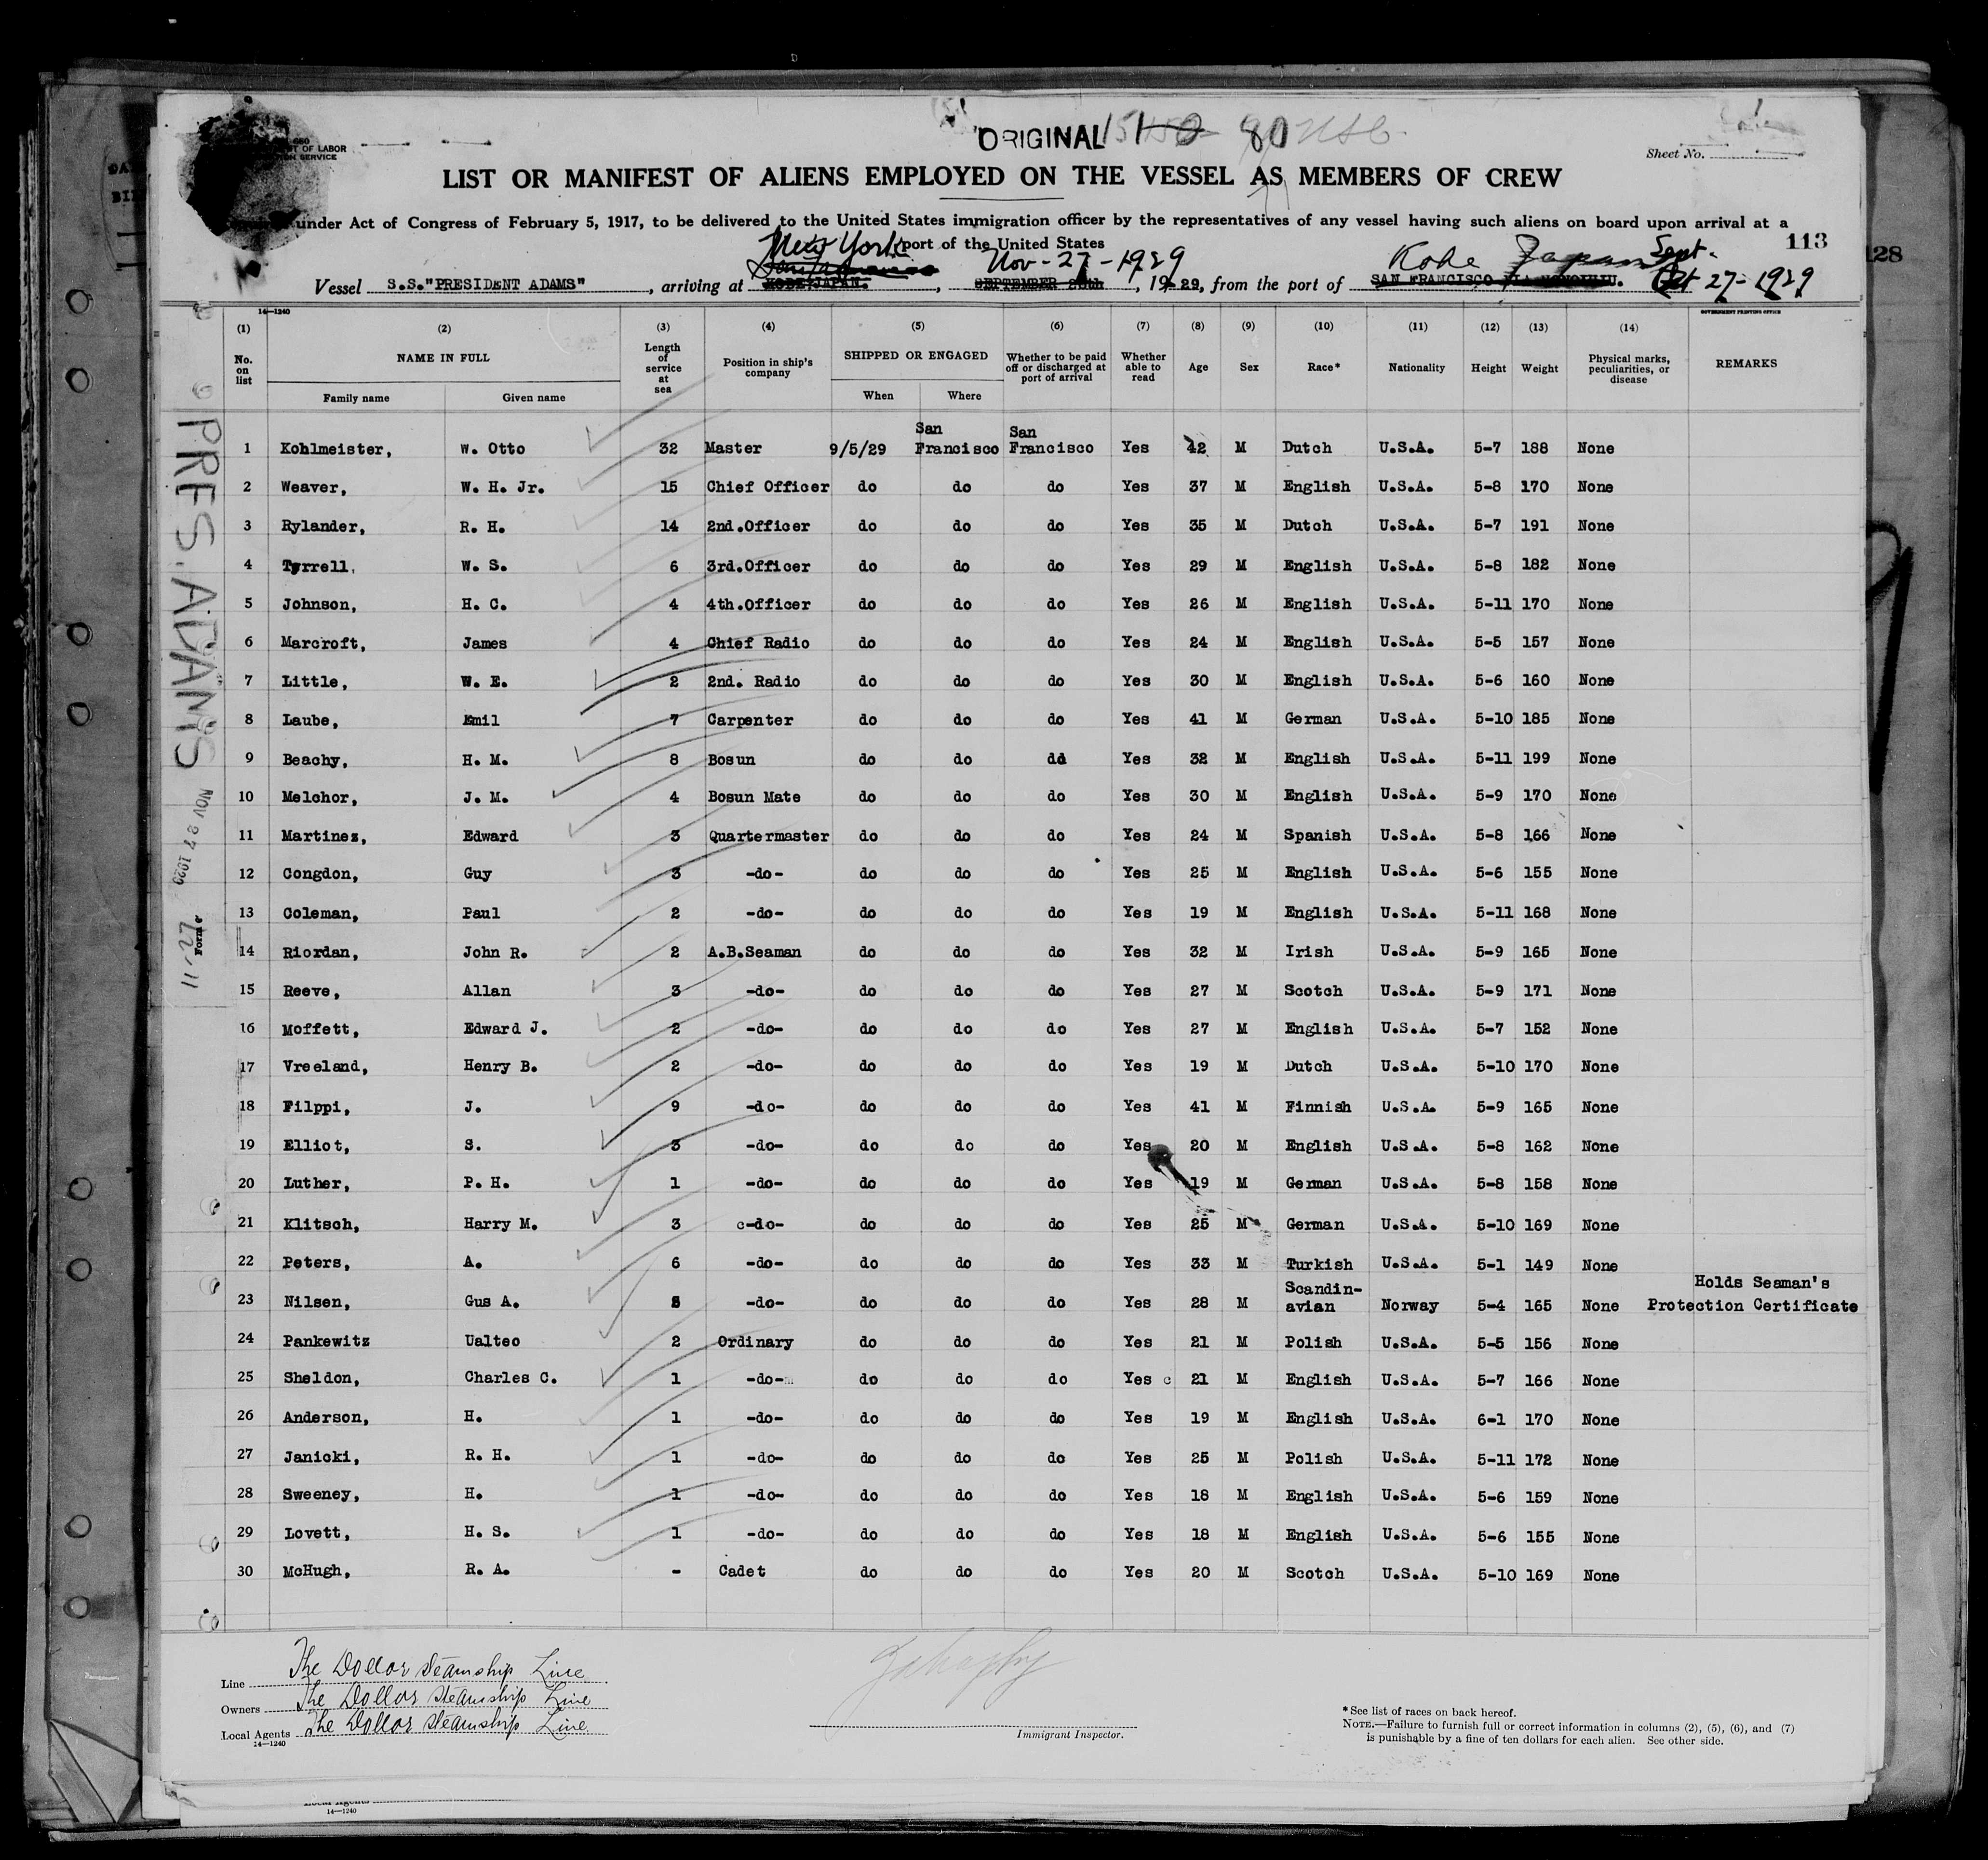 ORIGINAL 80
T OF LABOR
SERVICE
Sheet No.
LIST OR MANIFEST OF ALIENS EMPLOYED ON THE VESSEL AS MEMBERS OF CREW
under Act of Congress of February 5, 1917, to be delivered to the United States immigration officer by the representatives of any vessel having such aliens on board upon arrival at a
port of the United States
113
128
New York Nov-27-1929 Kobe Japan Sept.
Vessel S.S."PRESIDENT ADAMS", arriving at KOBE JAPAN. SEPTEMBER, 1929, from the port of SAN FRANCISCO 27-1929
14-1240
GOVERNMENT PRINTING OFFICE
(1) (2) (3) (4) (5) (6) (7) (8) (9) (10) (11) (12) (13) (14)
No. on list NAME IN FULL Family name Given name Length of service at sea Position in ship's company SHIPPED OR ENGAGED When Where Whether to be paid off or discharged at port of arrival Whether able to read Age Sex Race* Nationality Height Weight Physical marks, peculiarities, or disease REMARKS
1 Kohlmeister, W. Otto 32 Master 9/5/29 San Francisco San Francisco Yes 42 M Dutch U.S.A. 5-7 188 None
2 Weaver, W. H. Jr. 15 Chief Officer do do do Yes 37 M English U.S.A. 5-8 170 None
3 Rylander, R. H. 14 2nd.Officer do do do Yes 35 M Dutch U.S.A. 5-7 191 None
4 Tyrrell, W. S. 6 3rd.Officer do do do Yes 29 M English U.S.A. 5-8 182 None
5 Johnson, H. C. 4 4th.Officer do do do Yes 26 M English U.S.A. 5-11 170 None
6 Marcroft, James 4 Chief Radio do do do Yes 24 M English U.S.A. 5-5 157 None
7 Little, W. E. 2 2nd. Radio do do do Yes 30 M English U.S.A. 5-6 160 None
8 Laube, Emil 7 Carpenter do do do Yes 41 M German U.S.A. 5-10 185 None
9 Beachy, H. M. 8 Bosun do do dd Yes 32 M English U.S.A. 5-11 199 None
10 Melchor, J. M. 4 Bosun Mate do do do Yes 30 M English U.S.A. 5-9 170 None
11 Martinez, Edward 3 Quartermaster do do do Yes 24 M Spanish U.S.A. 5-8 166 None
12 Congdon, Guy 3 -do- do do do Yes 25 M English U.S.A. 5-6 155 None
13 Coleman, Paul 2 -do- do do do Yes 19 M English U.S.A. 5-11 168 None
14 Riordan, John R. 2 A.B.Seaman do do do Yes 32 M Irish U.S.A. 5-9 165 None
15 Reeve, Allan 3 -do- do do do Yes 27 M Scotch U.S.A. 5-9 171 None
16 Moffett, Edward J. 2 -do- do do do Yes 27 M English U.S.A. 5-7 152 None
17 Vreeland, Henry B. 2 -do- do do do Yes 19 M Dutch U.S.A. 5-10 170 None
18 Filppi, J. 9 -do- do do do Yes 41 M Finnish U.S.A. 5-9 165 None
19 Elliot, S. 3 -do- do do do Yes 20 M English U.S.A. 5-8 162 None
20 Luther, P. H. 1 -do- do do do Yes 19 M German U.S.A. 5-8 158 None
21 Klitsch, Harry M. 3 c-do- do do do Yes 25 M German U.S.A. 5-10 169 None
22 Peters, A. 6 -do- do do do Yes 33 M Turkish U.S.A. 5-1 149 None
23 Nilsen, Gus A. -do- do do do Yes 28 M Scandin-avian Norway 5-4 165 None Holds Seaman's Protection Certificate
24 Pankewitz Ualteo 2 Ordinary do do do Yes 21 M Polish U.S.A. 5-5 156 None
25 Sheldon, Charles C. 1 -do- do do do Yes c 21 M English U.S.A. 5-7 166 None
26 Anderson, H. 1 -do- do do do Yes 19 M English U.S.A. 6-1 170 None
27 Janicki, R. H. 1 -do- do do do Yes 25 M Polish U.S.A. 5-11 172 None
28 Sweeney, H. 1 -do- do do do Yes 18 M English U.S.A. 5-6 159 None
29 Lovett, H. S. 1 -do- do do do Yes 18 M English U.S.A. 5-6 155 None
30 McHugh, R. A. - Cadet do do do Yes 20 M Scotch U.S.A. 5-10 169 None
PRES. ADAMS
NOV 27 1929
Form
Line The Dollar Steamship Line
Owners The Dollar Steamship Line
Local Agents The Dollar Steamship Line
14-1240
Immigrant Inspector.
*See list of races on back hereof.
NOTE.—Failure to furnish full or correct information in columns (2), (5), (6), and (7)
is punishable by a fine of ten dollars for each alien. See other side.
14-1240